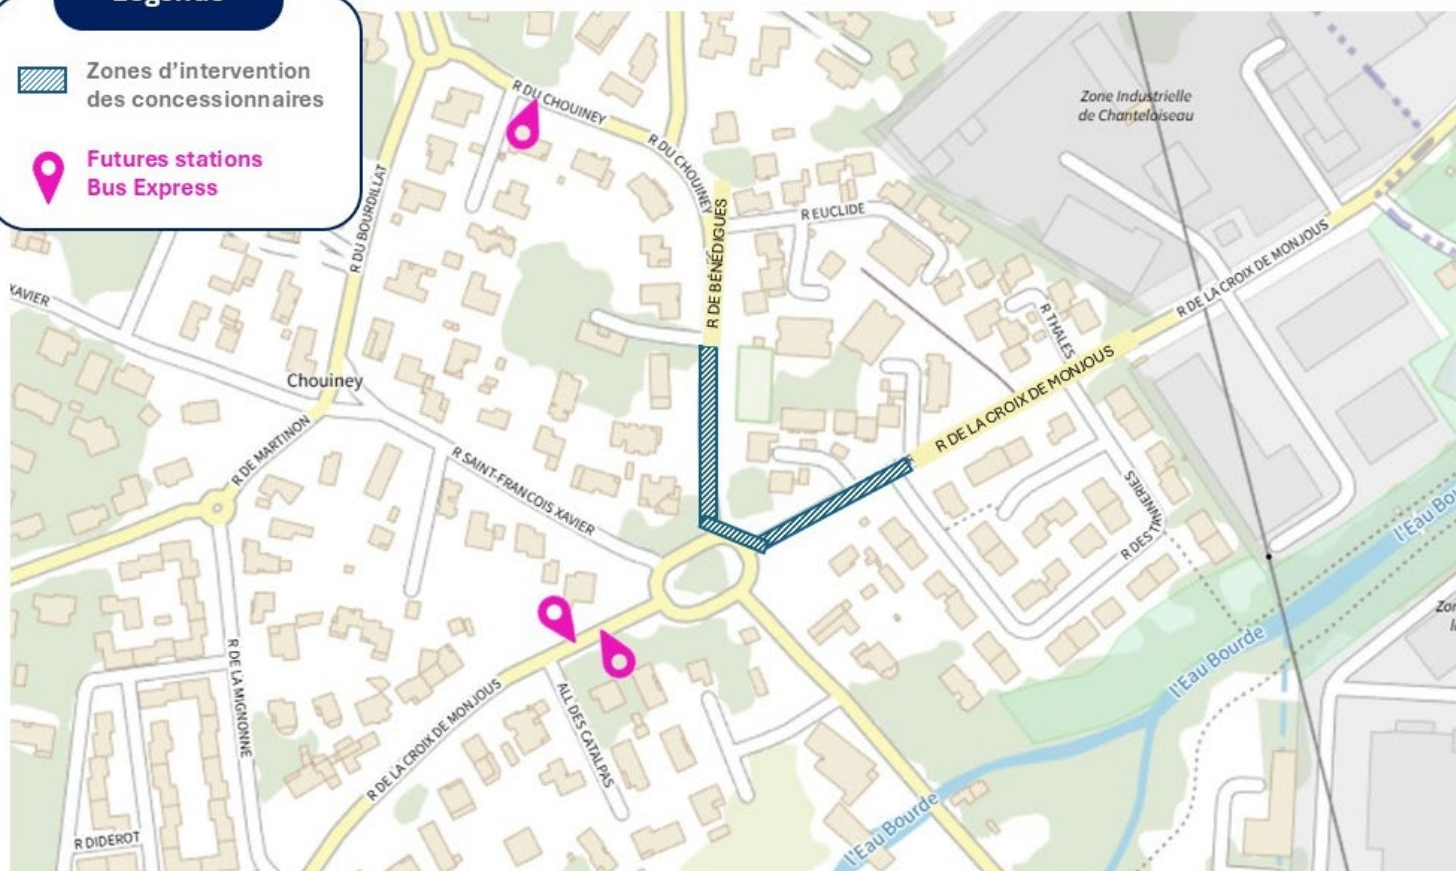 Légende
Zones d’intervention
des concessionnaires
Futures stations
Bus Express
R DU CHOUINEY
R DU CHOUINEY
Zone Industrielle
de Chanteloiseau
R DU BOURDILLAT
R EUCLIDE
R DE BÉNÉDIGUES
R DE LA CROIX DE MONJOUS
XAVIER
R THALES
R DE LA CROIX DE MONJOUS
Chouiney
R DE MARTINON
R SAINT-FRANCOIS XAVIER
R DES TANNERIES
l'Eau Bo
l'Eau Bourde
R DE LA MIGNONNE
R DE LA CROIX DE MONJOUS
ALL DES CATALPAS
l'Eau Bourde
R DIDEROT